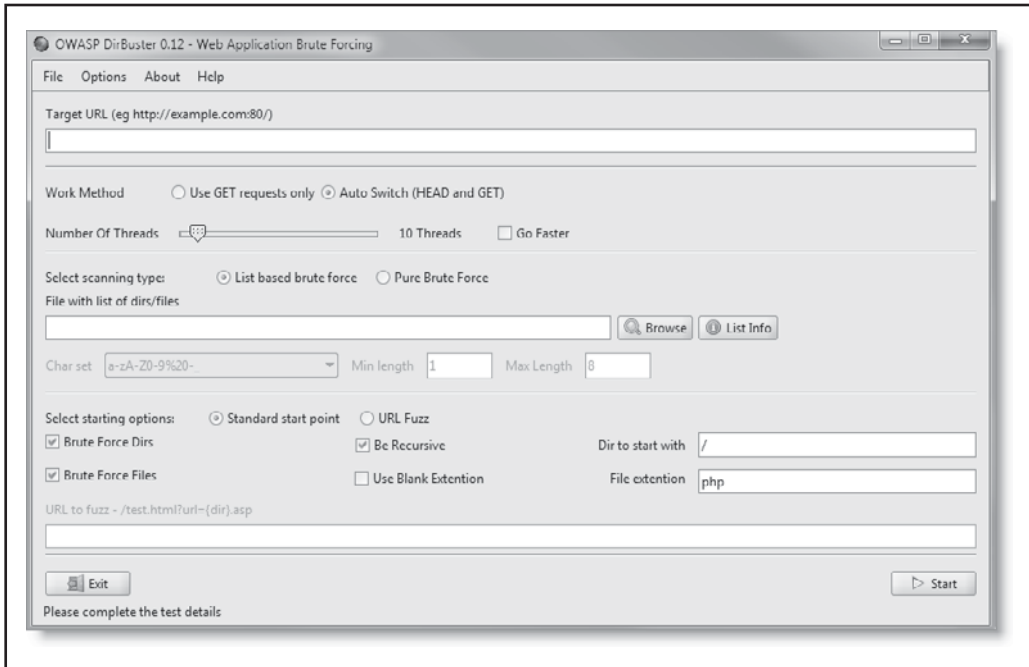 OWASP DirBuster 0.12 - Web Application Brute Forcing
File Options About Help
Target URL (eg http://example.com:80/)
Work Method Use GET requests only Auto Switch (HEAD and GET)
Number Of Threads 10 Threads Go Faster
Select scanning type: List based brute force Pure Brute Force
File with list of dirs/files
Browse List Info
Char set a-zA-Z0-9%20-_ Min length 1 Max Length 8
Select starting options: Standard start point URL Fuzz
Brute Force Dirs Be Recursive Dir to start with /
Brute Force Files Use Blank Extention File extention php
URL to fuzz - /test.html?url={dir}.asp
Exit Start
Please complete the test details